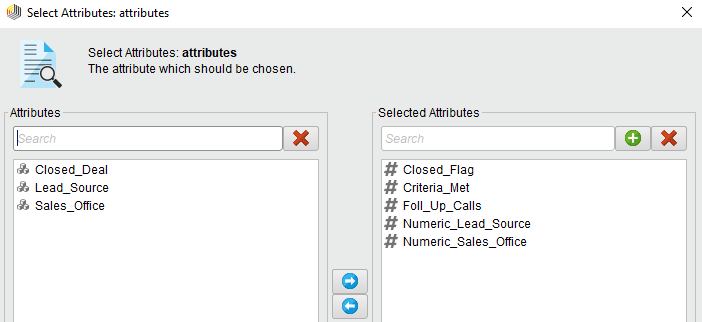 Select Attributes: attributes
Select Attributes: attributes
The attribute which should be chosen.
Attributes
Search
Closed_Deal
Lead_Source
Sales_Office
Selected Attributes
Search
Closed_Flag
Criteria_Met
Foll_Up_Calls
Numeric_Lead_Source
Numeric_Sales_Office